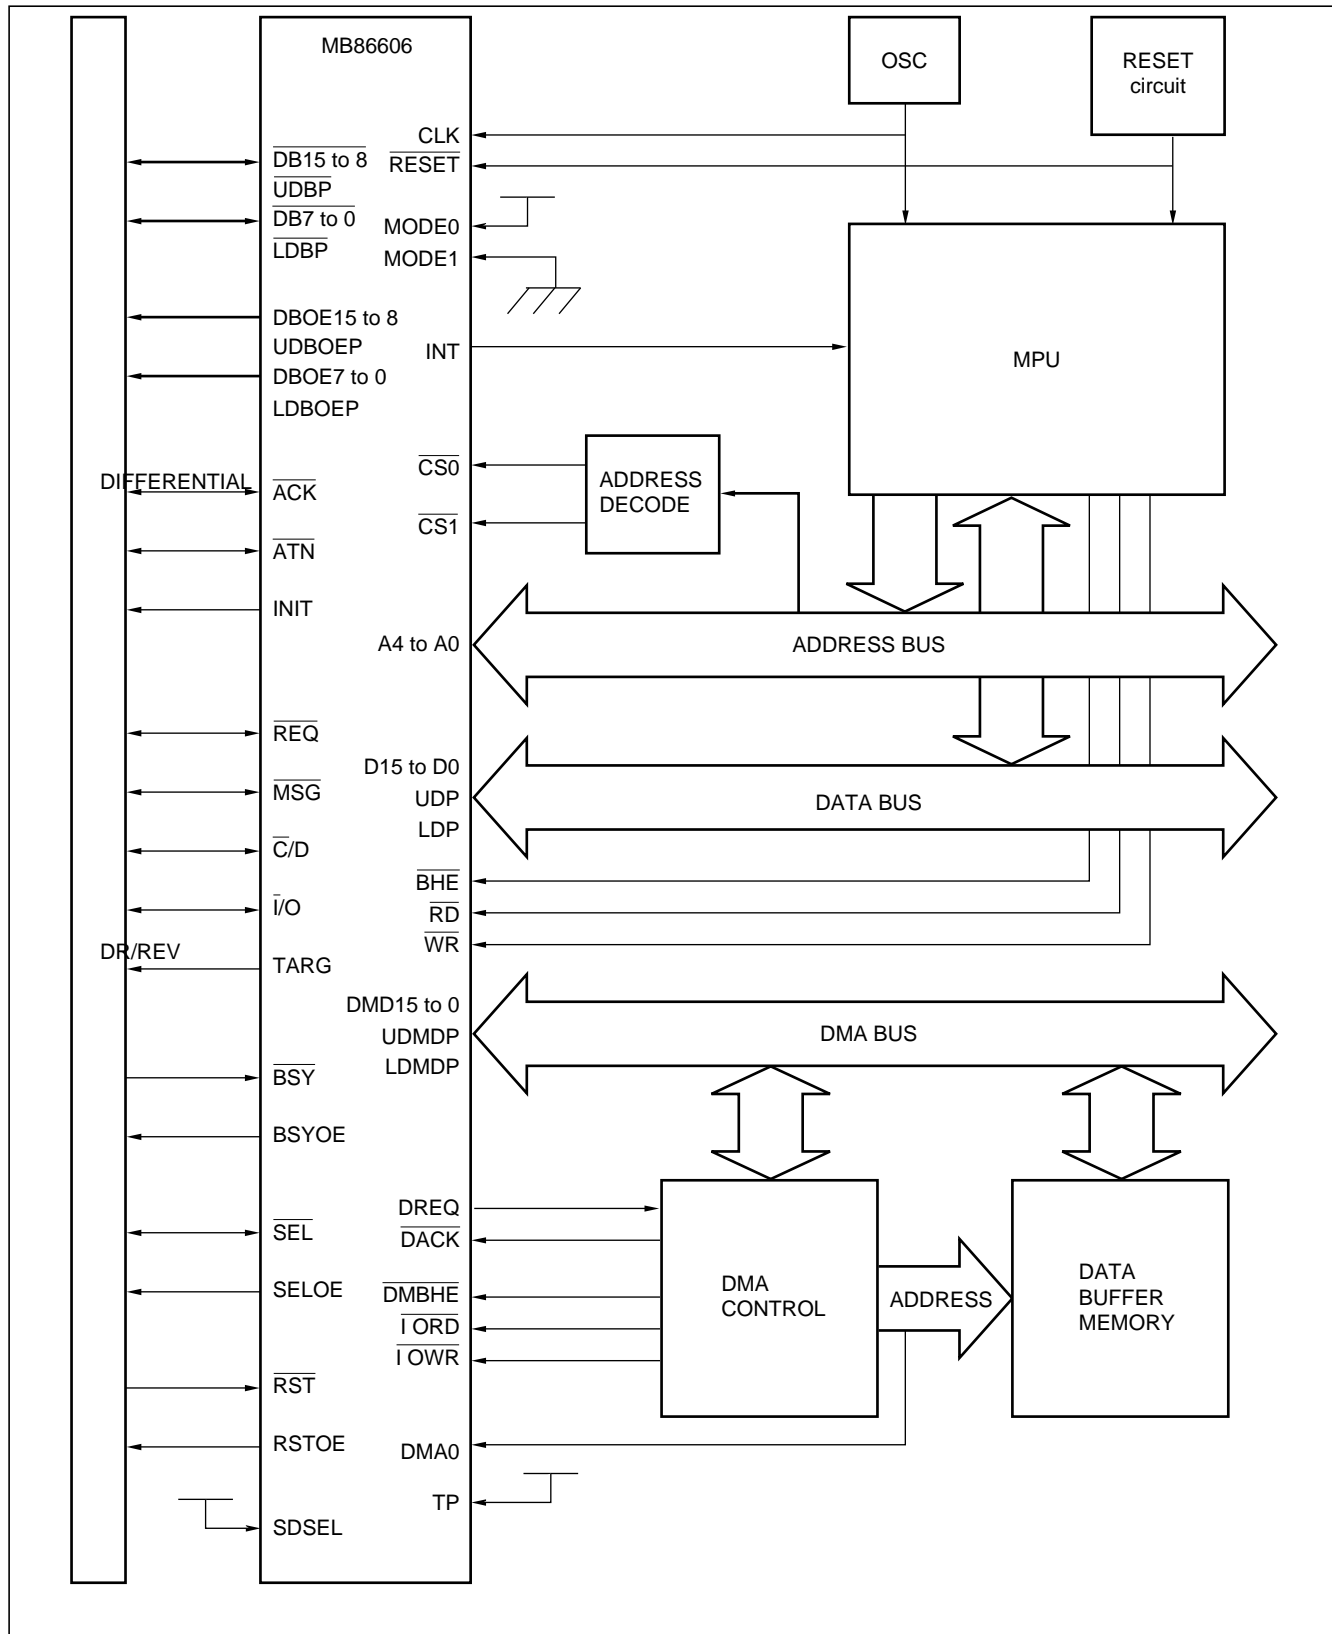 MB86606
OSC
RESET
circuit
CLK
RESET
DB15 to 8
UDBP
DB7 to 0
LDBP
MODE0
MODE1
DBOE15 to 8
UDBOEP
DBOE7 to 0
LDBOEP
INT
MPU
DIFFERENTIAL
ACK
ATN
INIT
CS0
CS1
ADDRESS
DECODE
A4 to A0
ADDRESS BUS
REQ
MSG
C/D
I/O
DR/REV
TARG
D15 to D0
UDP
LDP
DATA BUS
BHE
RD
WR
DMD15 to 0
UDMDP
LDMDP
DMA BUS
BSY
BSYOE
SEL
SELOE
RST
RSTOE
SDSEL
DREQ
DACK
DMBHE
I ORD
I OWR
DMA0
TP
DMA
CONTROL
ADDRESS
DATA
BUFFER
MEMORY